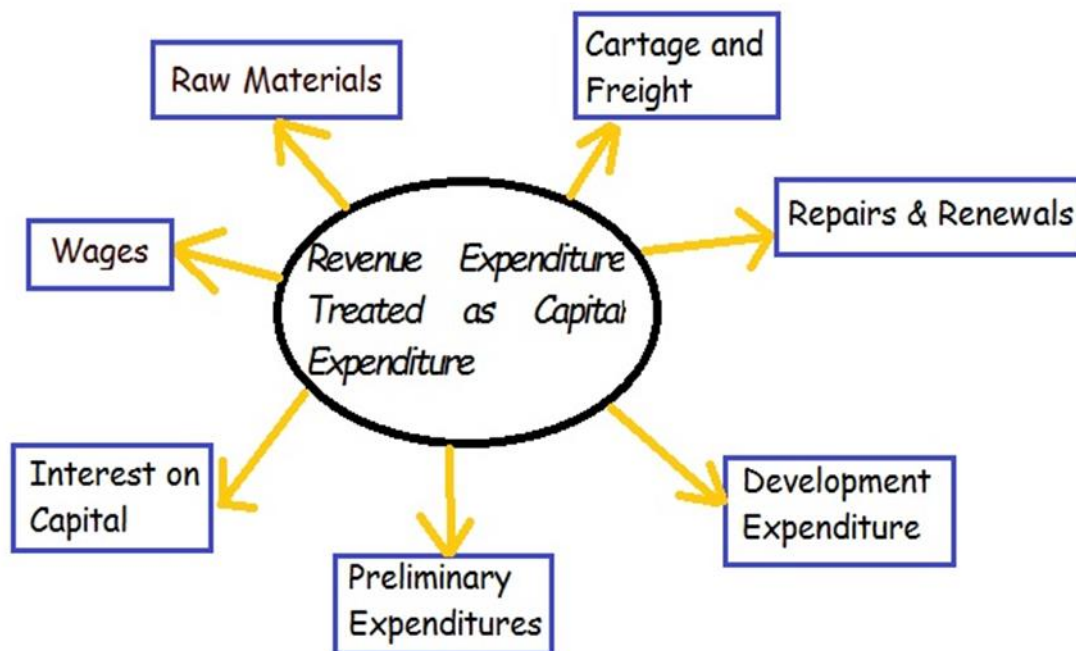 Cartage and
Freight
Raw Materials
Repairs & Renewals
Wages
Revenue Expenditure
Treated as Capital
Expenditure
Interest on
Capital
Development
Expenditure
Preliminary
Expenditures